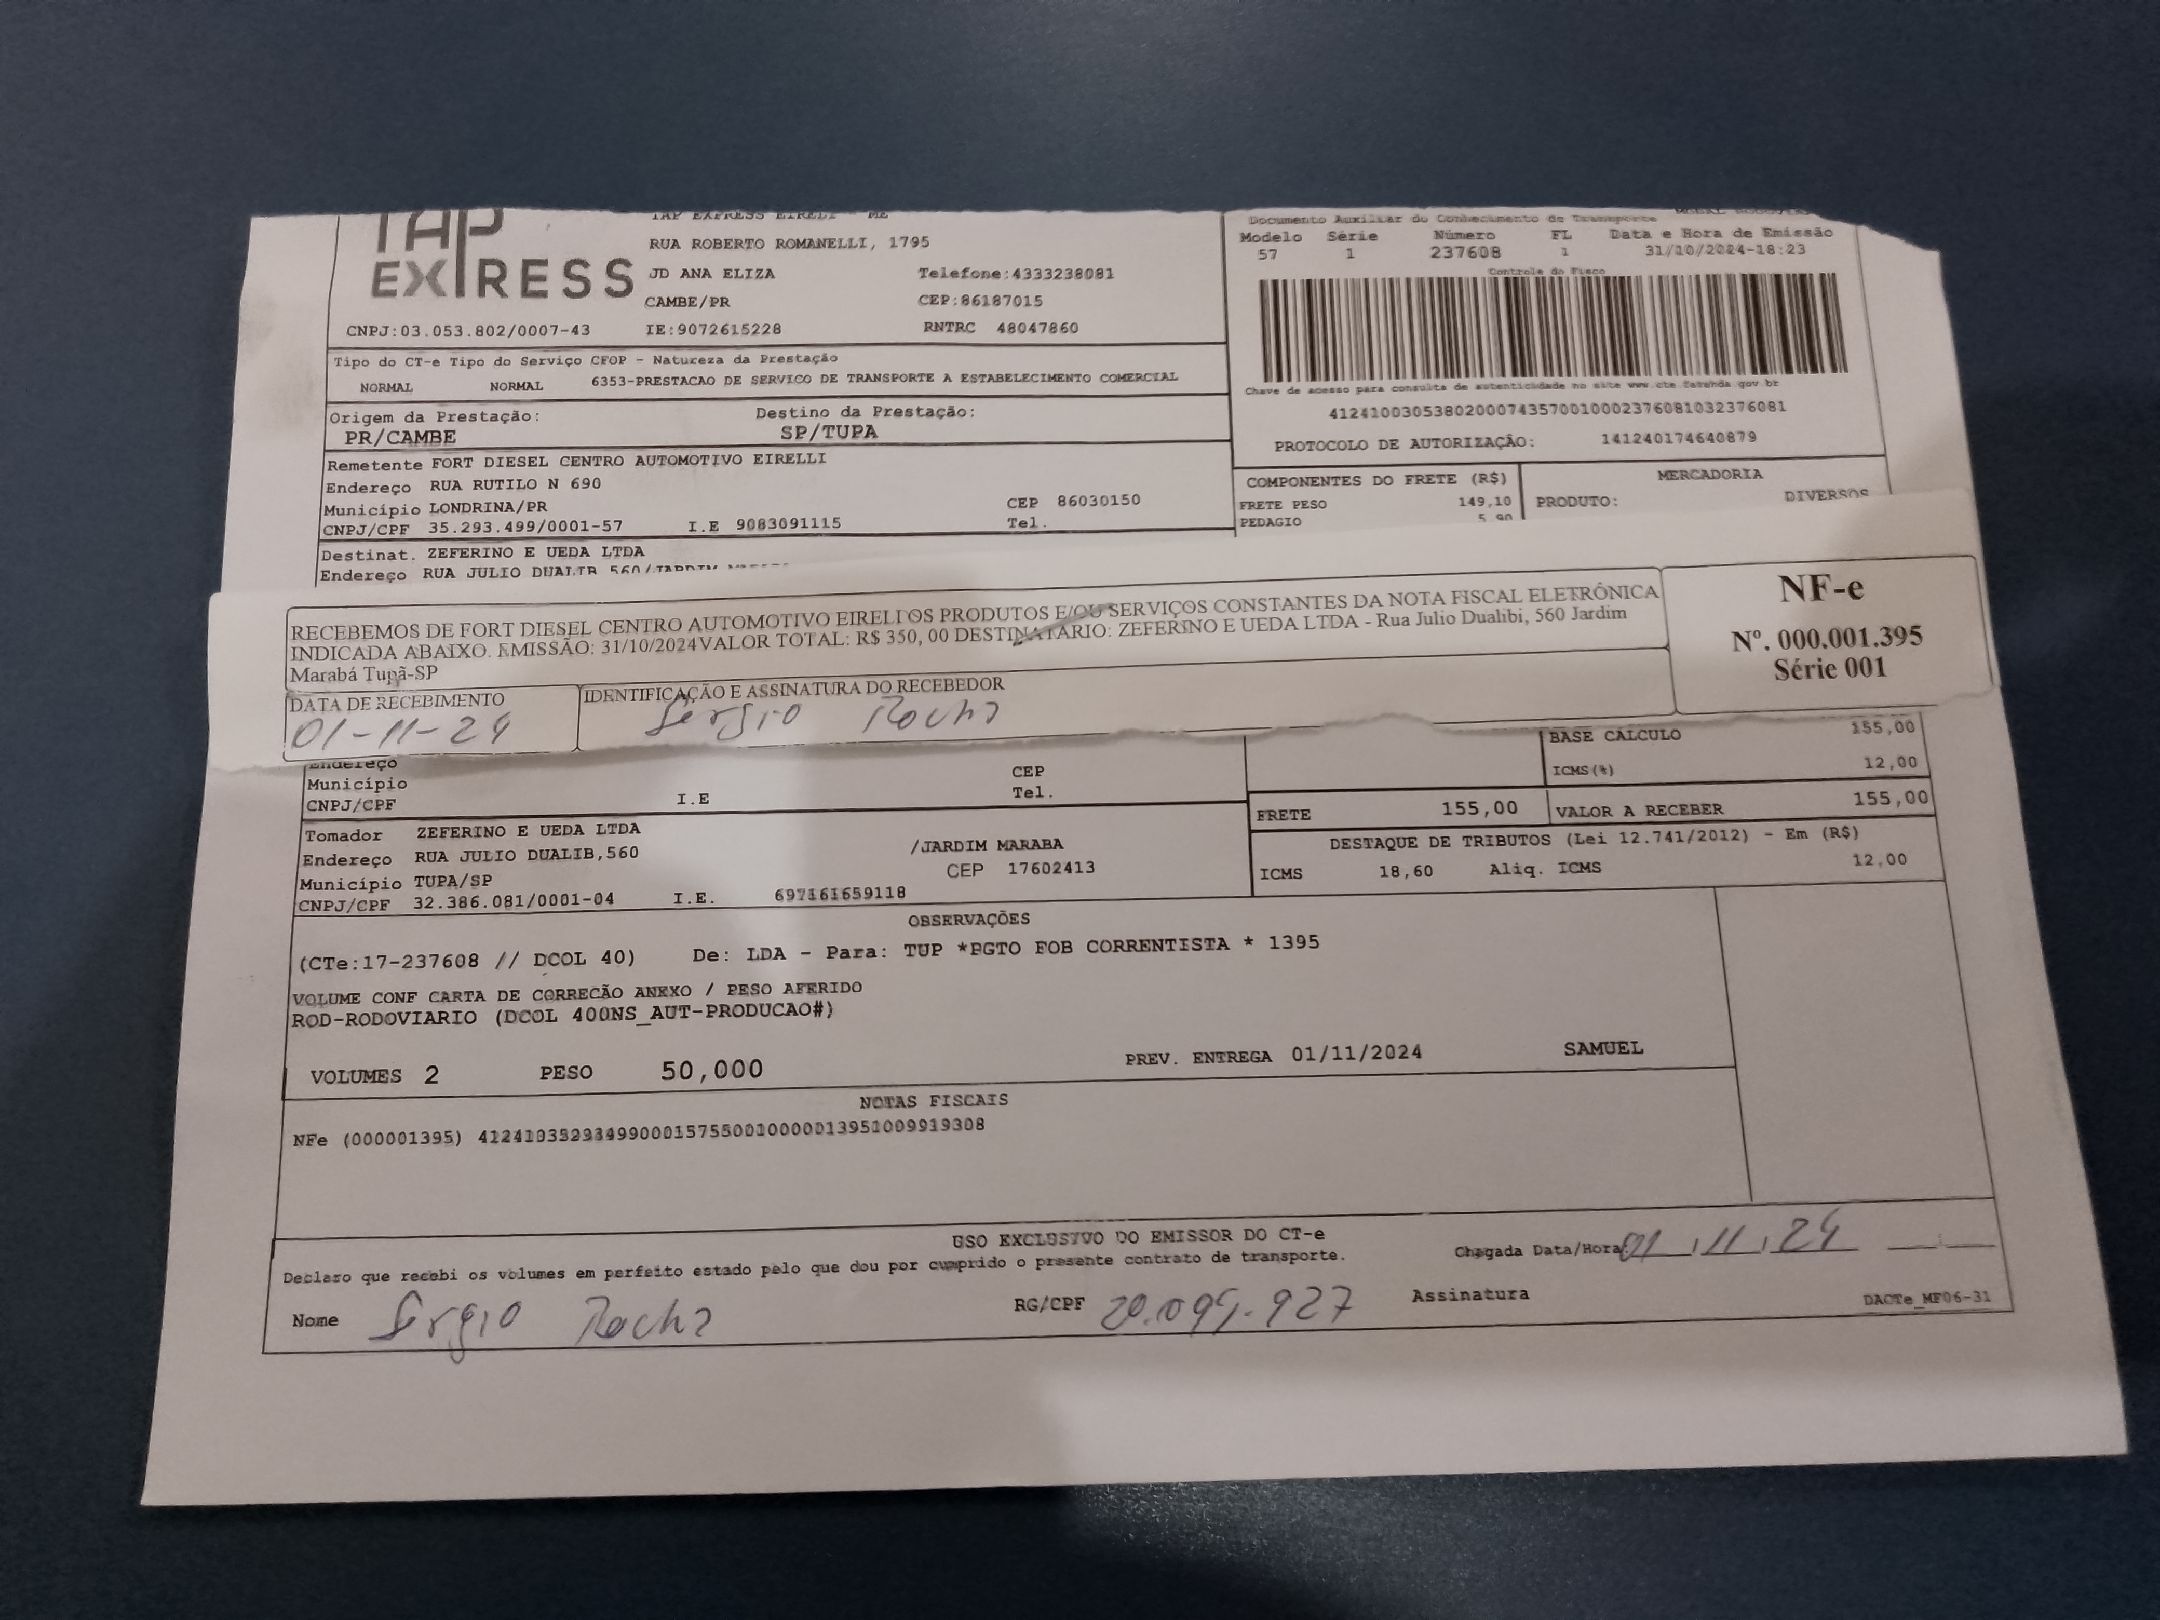 TAP
EXPRESS
TAP EXPRESS EIRELI - ME
RUA ROBERTO ROMANELLI, 1795
JD ANA ELIZA Telefone:4333238081
CAMBE/PR CEP:86187015
CNPJ:03.053.802/0007-43 IE:9072615228 RNTRC 48047860
Documento Auxiliar do Conhecimento de Transporte
Modelo Série Número FL Data e Hora de Emissão
57 1 237608 1 31/10/2024-18:23
Controle do Fisco
Chave de acesso para consulta de autenticidade no site www.cte.fazenda.gov.br
41241003053802000743570010002376081032376081
PROTOCOLO DE AUTORIZAÇÃO: 141240174640879
Tipo do CT-e Tipo do Serviço CFOP - Natureza da Prestação
NORMAL NORMAL 6353-PRESTACAO DE SERVICO DE TRANSPORTE A ESTABELECIMENTO COMERCIAL
Origem da Prestação: Destino da Prestação:
PR/CAMBE SP/TUPA
Remetente FORT DIESEL CENTRO AUTOMOTIVO EIRELLI
Endereço RUA RUTILO N 690
Município LONDRINA/PR CEP 86030150
CNPJ/CPF 35.293.499/0001-57 I.E 9083091115 Tel.
COMPONENTES DO FRETE (R$) MERCADORIA
FRETE PESO 149,10 PRODUTO: DIVERSOS
PEDAGIO 5,90
Destinat. ZEFERINO E UEDA LTDA
Endereço RUA JULIO DUALIB,560/JARDIM
RECEBEMOS DE FORT DIESEL CENTRO AUTOMOTIVO EIRELI OS PRODUTOS E/OU SERVIÇOS CONSTANTES DA NOTA FISCAL ELETRÔNICA
INDICADA ABAIXO. EMISSÃO: 31/10/2024VALOR TOTAL: R$ 350, 00 DESTINATÁRIO: ZEFERINO E UEDA LTDA - Rua Julio Dualibi, 560 Jardim
Marabá Tupã-SP
DATA DE RECEBIMENTO IDENTIFICAÇÃO E ASSINATURA DO RECEBEDOR
01-11-24 Sergio Rocha
NF-e
Nº. 000.001.395
Série 001
Endereço
Município CEP
CNPJ/CPF I.E Tel.
BASE CALCULO 155,00
ICMS(%) 12,00
FRETE 155,00 VALOR A RECEBER 155,00
Tomador ZEFERINO E UEDA LTDA
Endereço RUA JULIO DUALIB,560 /JARDIM MARABA
Município TUPA/SP CEP 17602413
CNPJ/CPF 32.386.081/0001-04 I.E. 697161659118
DESTAQUE DE TRIBUTOS (Lei 12.741/2012) - Em (R$)
ICMS 18,60 Aliq. ICMS 12,00
OBSERVAÇÕES
(CTe:17-237608 // DCOL 40) De: LDA - Para: TUP *PGTO FOB CORRENTISTA * 1395
VOLUME CONF CARTA DE CORRECÃO ANEXO / PESO AFERIDO
ROD-RODOVIARIO (DCOL 400NS_AUT-PRODUCAO#)
VOLUMES 2 PESO 50,000 PREV. ENTREGA 01/11/2024 SAMUEL
NOTAS FISCAIS
NFe (000001395) 41241035293499000157550010000013951009919308
USO EXCLUSIVO DO EMISSOR DO CT-e
Declaro que recebi os volumes em perfeito estado pelo que dou por cumprido o presente contrato de transporte. Chegada Data/Hora: 01 / 11 / 24
Nome Sergio Rocha RG/CPF 20.095.927 Assinatura DACTe_MF06-31